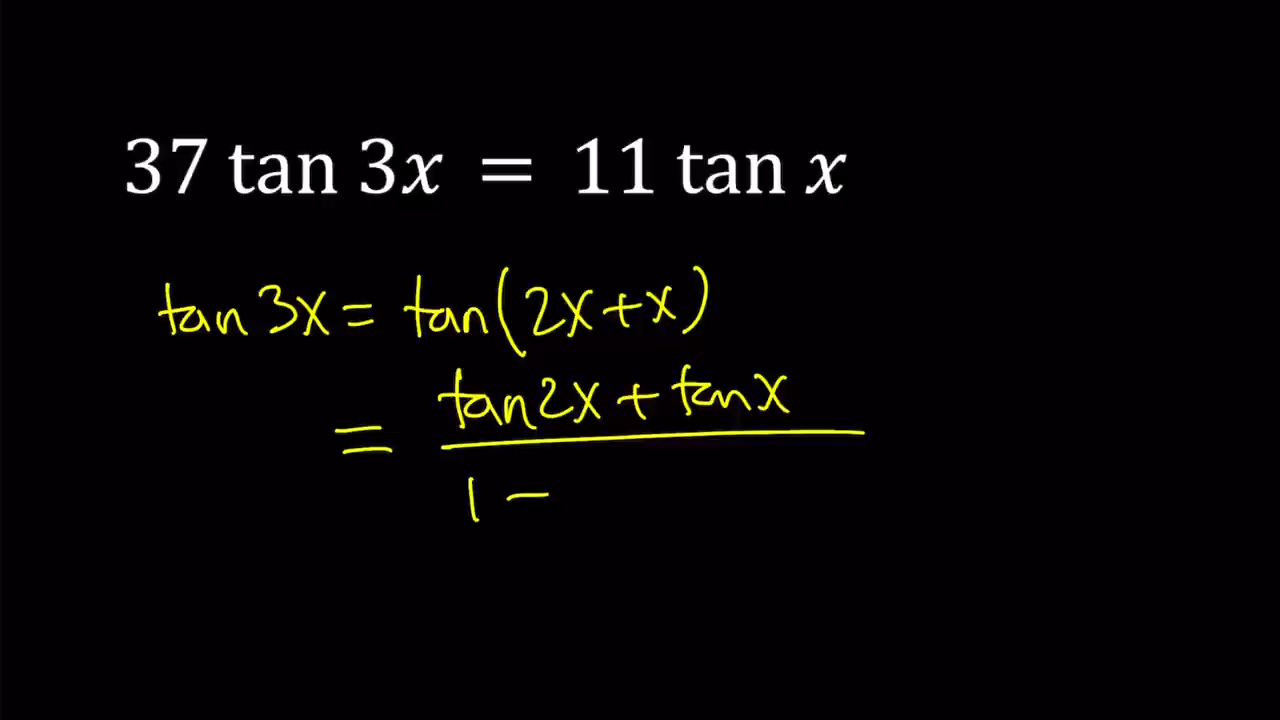 37 tan 3x = 11 tan x
tan 3x = tan(2x+x)
= tan2x + tanx
1 -